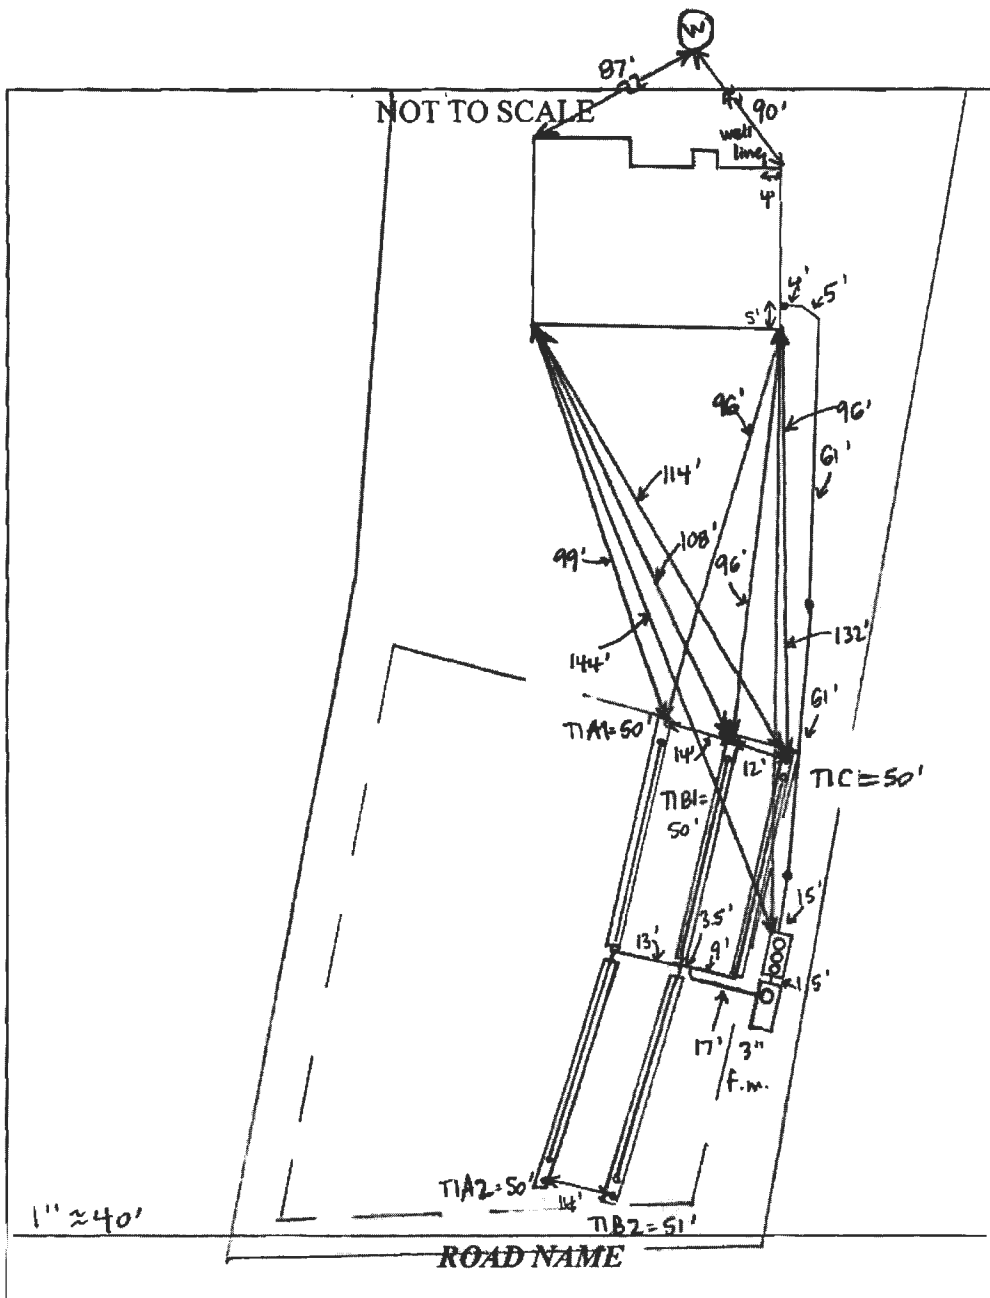 W
87'
NOT TO SCALE
90'
well
line
4'
4'
5'
5'
96'
96'
61'
114'
108'
99'
96'
132'
144'
61'
T1A1=50'
14'
12'
T1C1=50'
T1B1=
50'
15'
3.5'
13'
9'
1.5'
17'
3"
f.m.
T1A2=50'
14'
1" ≈40'
T1B2=51'
ROAD NAME